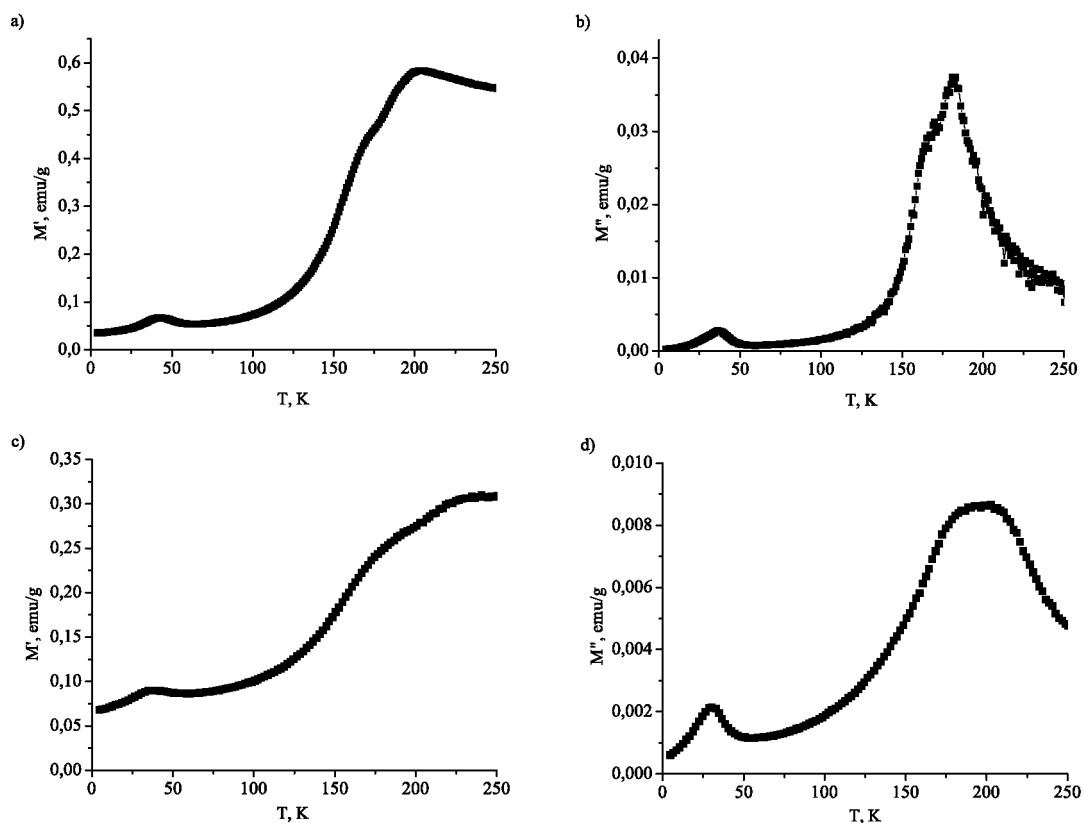 a)
0,6
0,5
0,4
0,3
0,2
0,1
0,0
M', emu/g
0 50 100 150 200 250
T, K
b)
0,04
0,03
0,02
0,01
0,00
M", emu/g
0 50 100 150 200 250
T, K
c)
0,35
0,30
0,25
0,20
0,15
0,10
0,05
0,00
M', emu/g
0 50 100 150 200 250
T, K
d)
0,010
0,008
0,006
0,004
0,002
0,000
M", emu/g
0 50 100 150 200 250
T, K